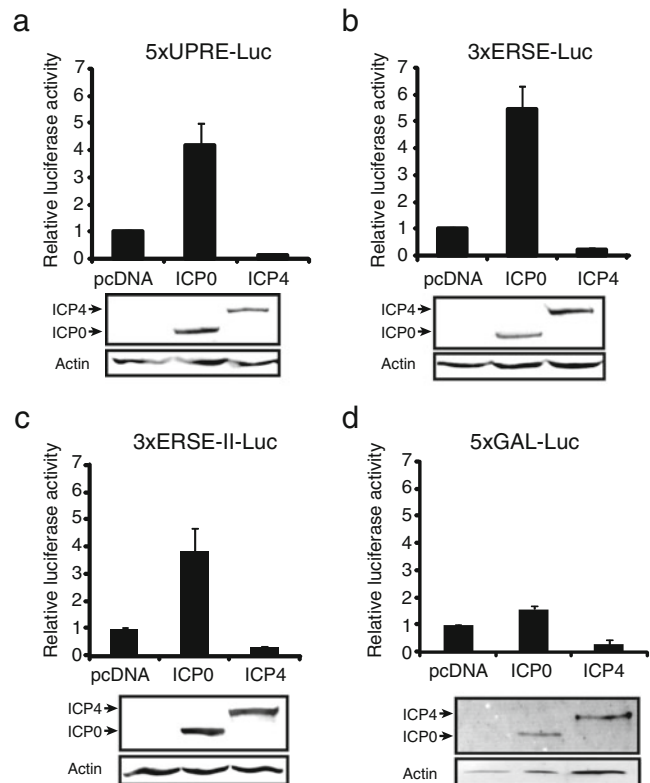 a
5xUPRE-Luc
Relative luciferase activity
7
6
5
4
3
2
1
0
pcDNA ICP0 ICP4
ICP4
ICP0
Actin
b
3xERSE-Luc
Relative luciferase activity
7
6
5
4
3
2
1
0
pcDNA ICP0 ICP4
ICP4
ICP0
Actin
c
3xERSE-II-Luc
Relative luciferase activity
7
6
5
4
3
2
1
0
pcDNA ICP0 ICP4
ICP4
ICP0
Actin
d
5xGAL-Luc
Relative luciferase activity
7
6
5
4
3
2
1
0
pcDNA ICP0 ICP4
ICP4
ICP0
Actin